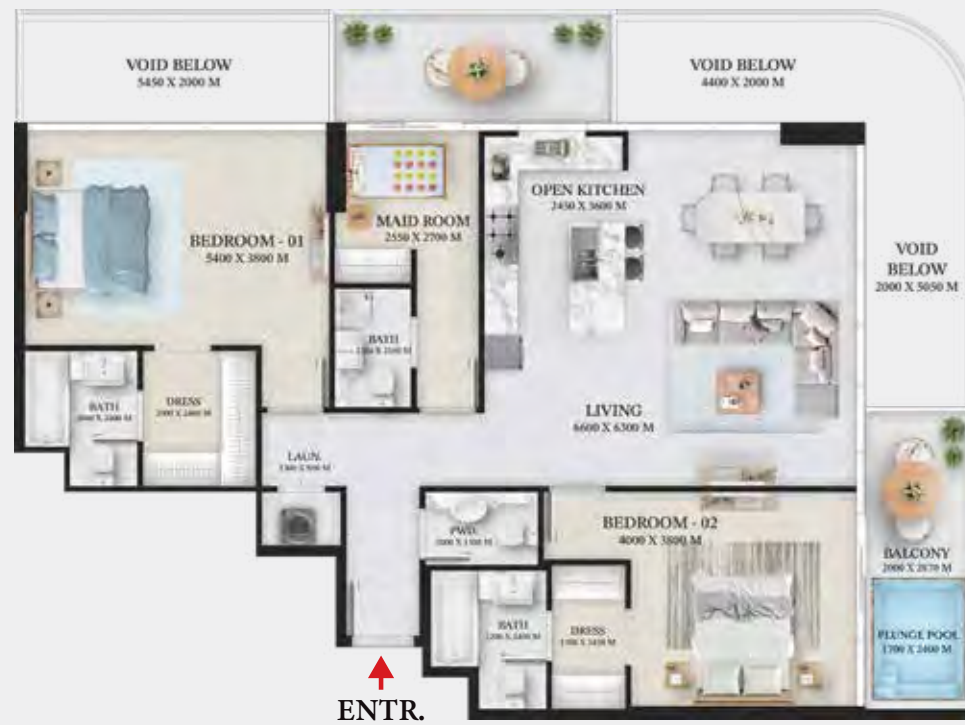 VOID BELOW
5450 X 2000 M
VOID BELOW
4400 X 2000 M
OPEN KITCHEN
2450 X 3600 M
MAID ROOM
2550 X 2700 M
BEDROOM - 01
5400 X 3800 M
VOID
BELOW
2000 X 5050 M
BATH
BATH
DRESS
LIVING
6600 X 6300 M
LAUN.
PWD.
BEDROOM - 02
4000 X 3800 M
BALCONY
2000 X 2870 M
BATH
DRESS
PLUNGE POOL
1700 X 2400 M
ENTR.